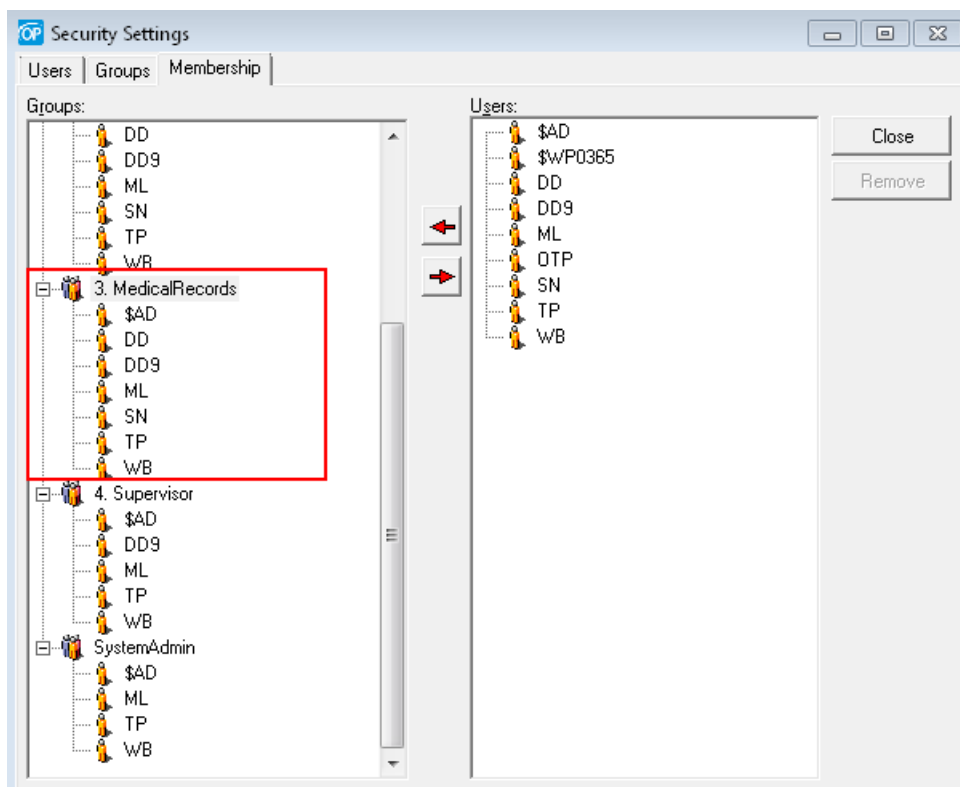 OP Security Settings
Users Groups Membership
Groups:
DD
DD9
ML
SN
TP
WB
3. MedicalRecords
$AD
DD
DD9
ML
SN
TP
WB
4. Supervisor
$AD
DD9
ML
TP
WB
SystemAdmin
$AD
ML
TP
WB
Users:
$AD
$WP0365
DD
DD9
ML
OTP
SN
TP
WB
Close
Remove